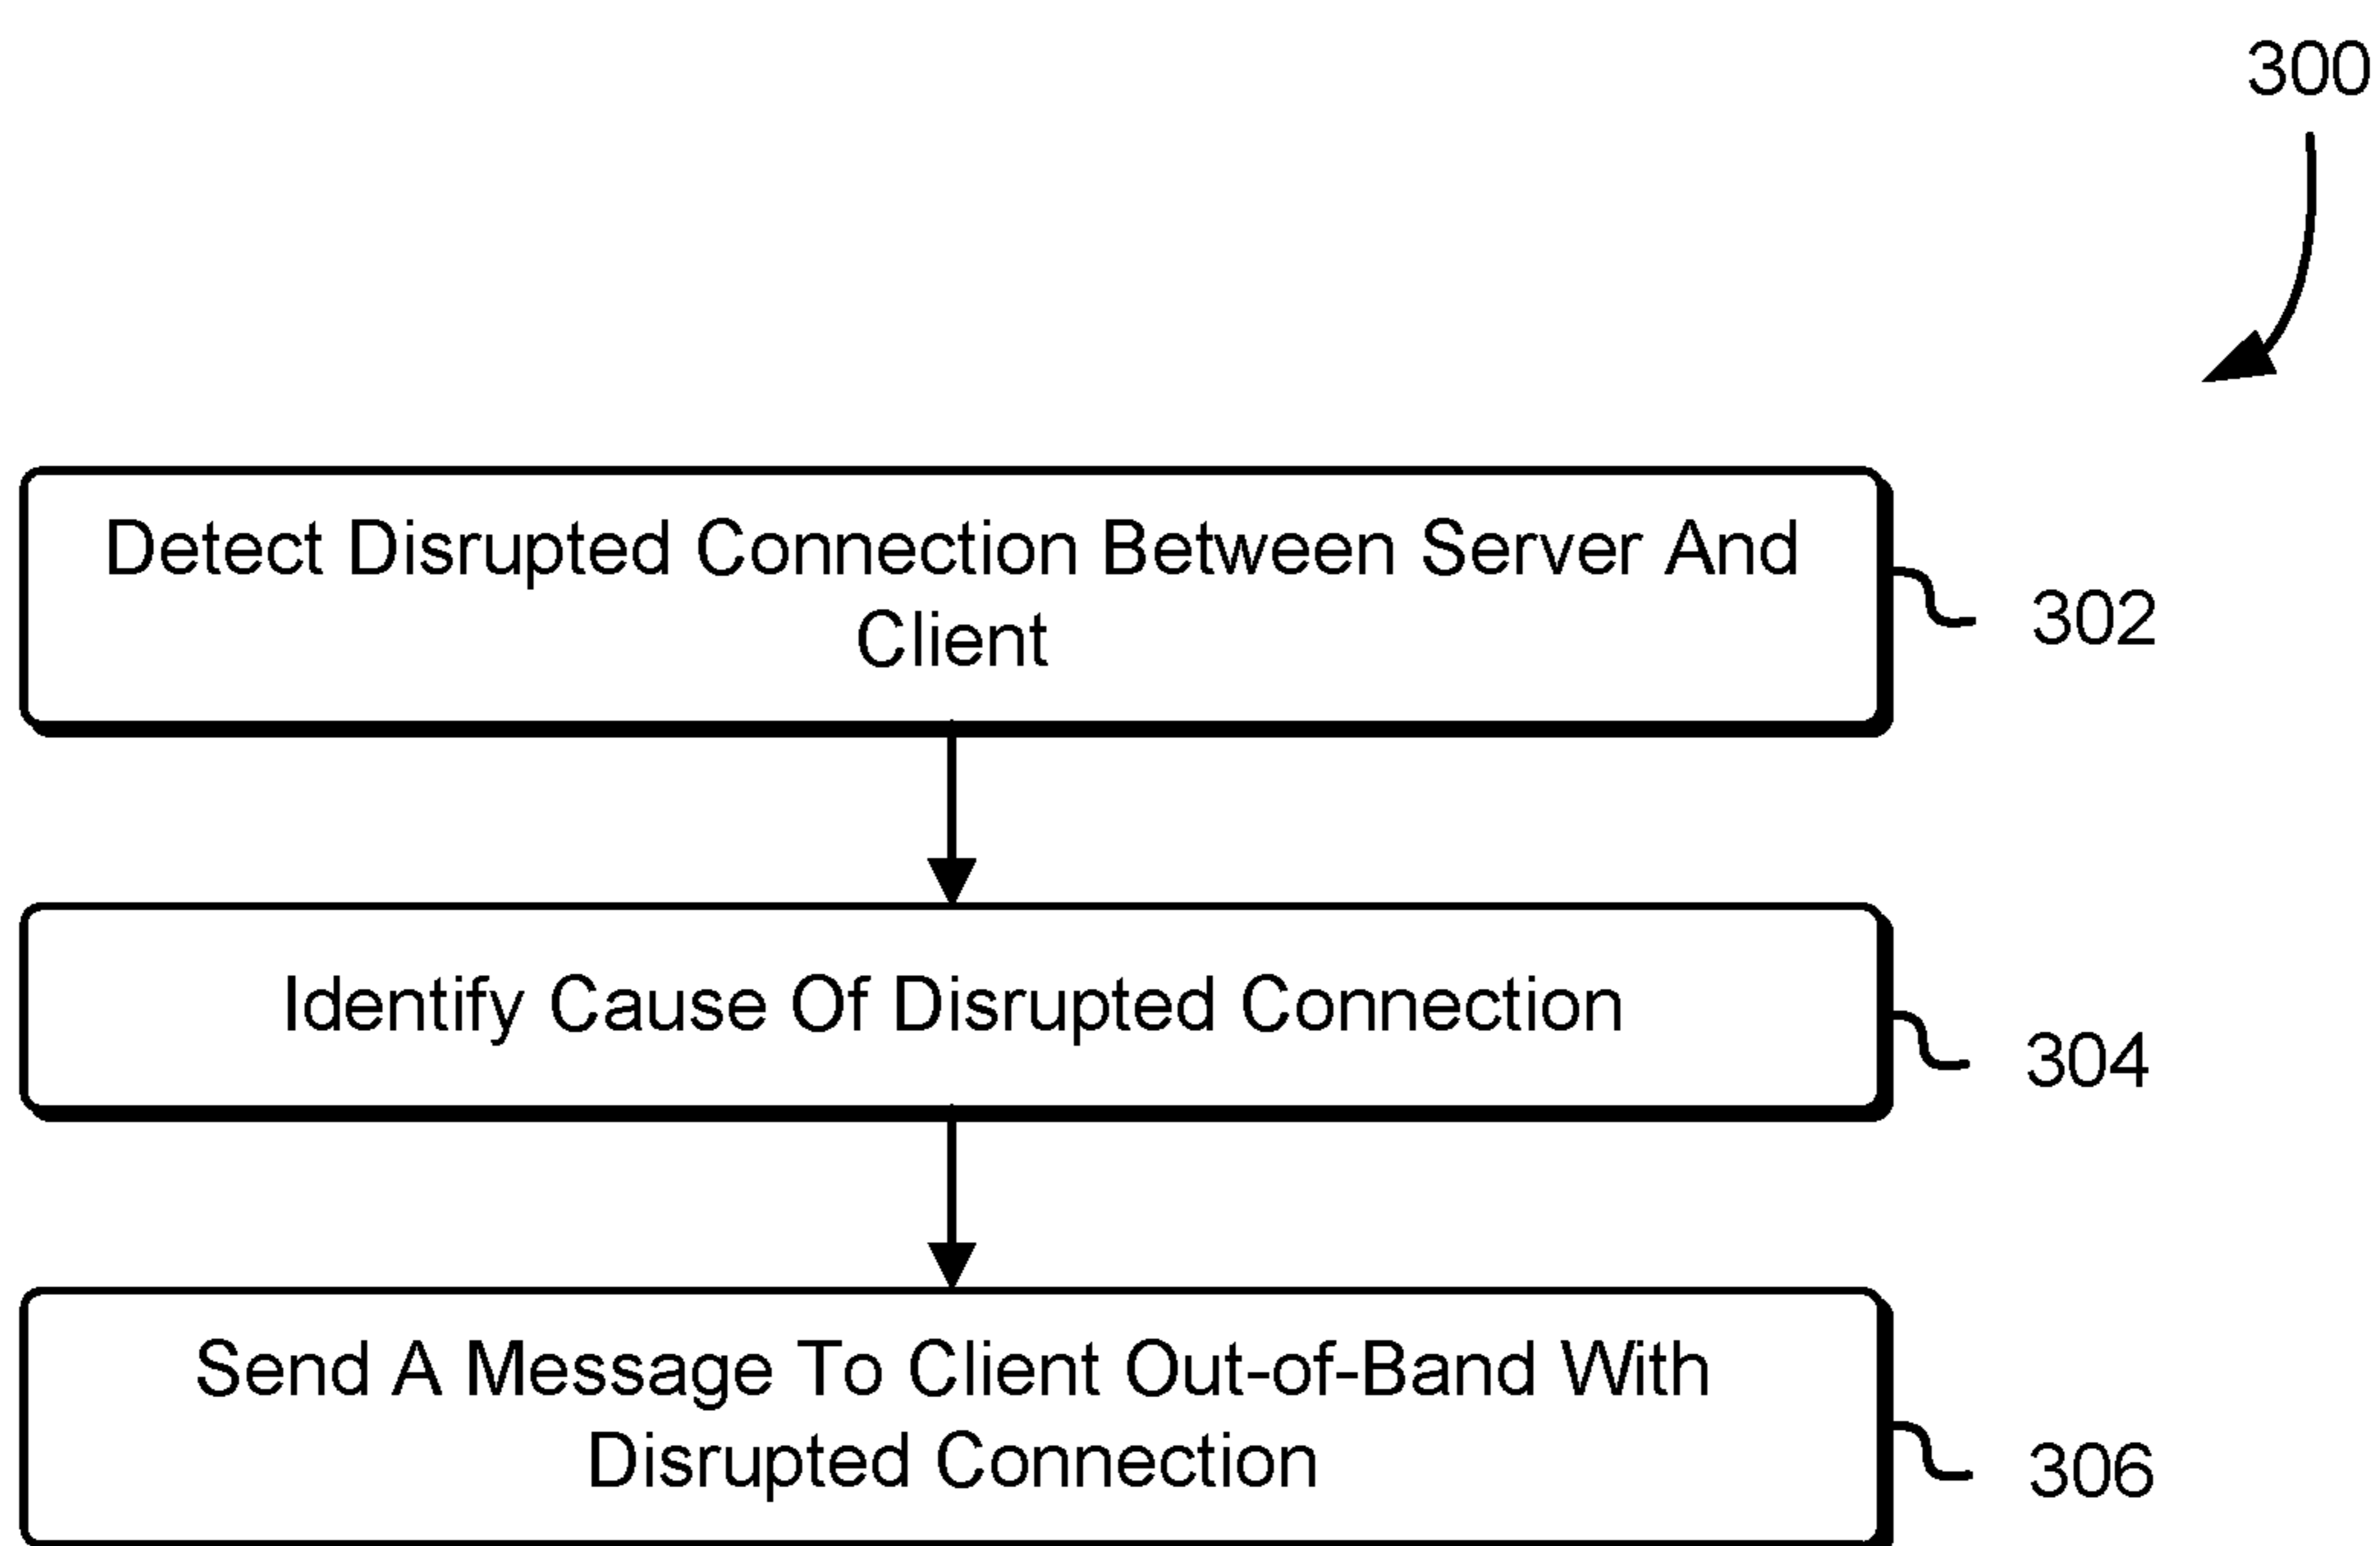 300
Detect Disrupted Connection Between Server And
Client
302
Identify Cause Of Disrupted Connection
304
Send A Message To Client Out-of-Band With
Disrupted Connection
306